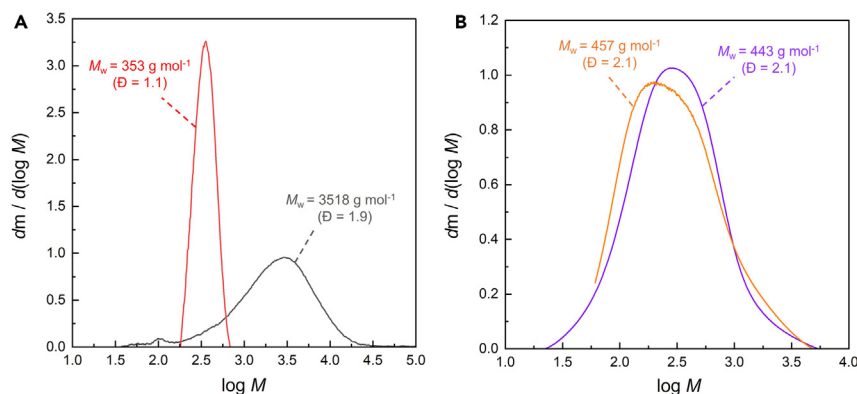 A
Mw = 353 g mol-1
(Đ = 1.1)
Mw = 3518 g mol-1
(Đ = 1.9)
3.5
3.0
2.5
2.0
1.5
1.0
0.5
0.0
dm / d(log M)
1.0 1.5 2.0 2.5 3.0 3.5 4.0 4.5 5.0
log M
B
Mw = 457 g mol-1
(Đ = 2.1)
Mw = 443 g mol-1
(Đ = 2.1)
1.2
1.0
0.8
0.6
0.4
0.2
0.0
dm / d(log M)
1.0 1.5 2.0 2.5 3.0 3.5 4.0
log M